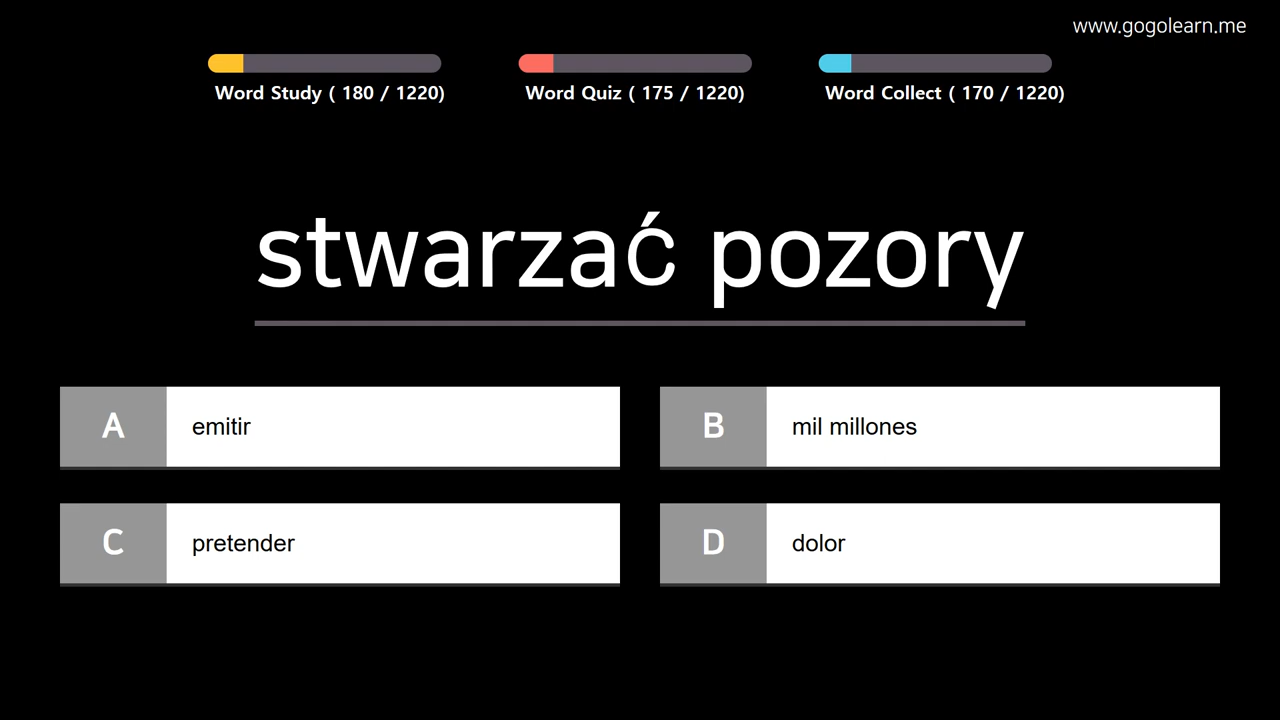 www.gogolearn.me
Word Study ( 180 / 1220)
Word Quiz ( 175 / 1220)
Word Collect ( 170 / 1220)
stwarzać pozory
A emitir
B mil millones
C pretender
D dolor